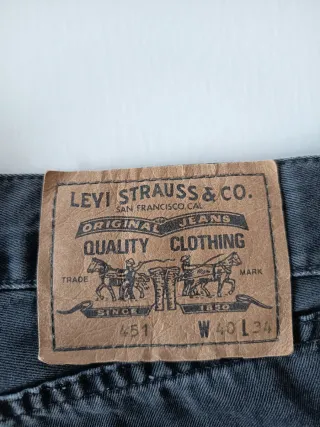 LEVI STRAUSS & CO.
SAN FRANCISCO CAL.
ORIGINAL JEANS
QUALITY CLOTHING
TRADE MARK
SINCE 1850
451 W 40 L 34